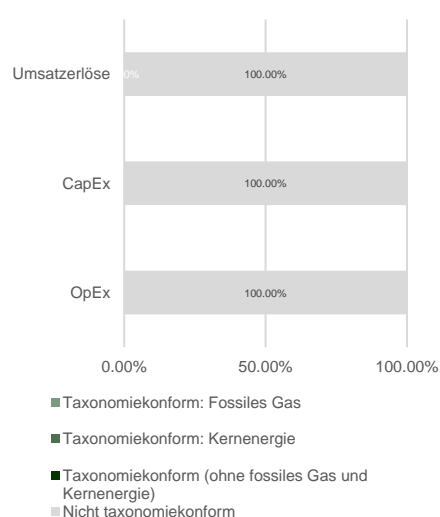 Umsatzerlöse 0% 100.00%
CapEx 100.00%
OpEx 100.00%
0.00% 50.00% 100.00%
Taxonomiekonform: Fossiles Gas
Taxonomiekonform: Kernenergie
Taxonomiekonform (ohne fossiles Gas und
Kernenergie)
Nicht taxonomiekonform